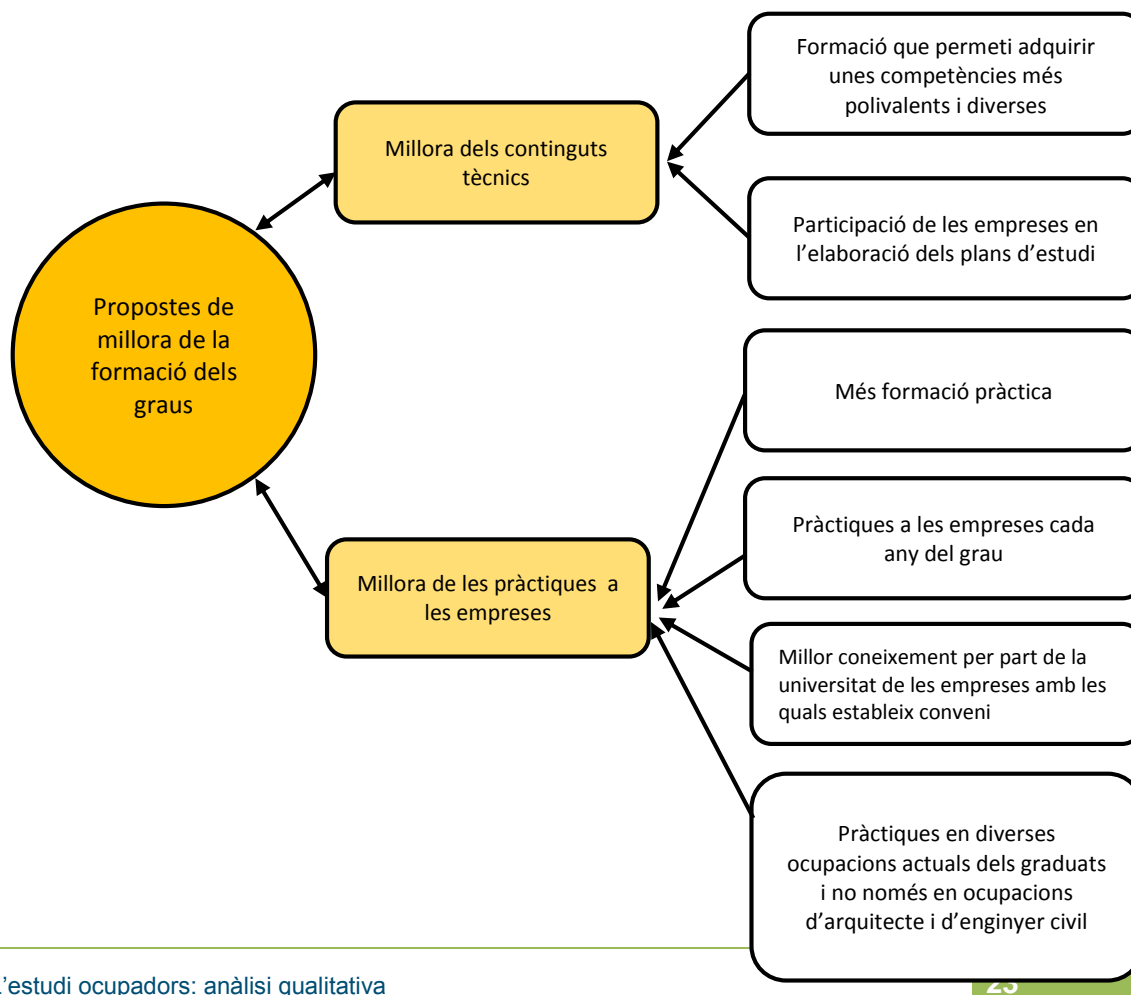 Formació que permeti adquirir
unes competències més
polivalents i diverses
Millora dels continguts
tècnics
Participació de les empreses en
l'elaboració dels plans d'estudi
Propostes de
millora de la
formació dels
graus
Més formació pràctica
Pràctiques a les empreses cada
any del grau
Millora de les pràctiques a
les empreses
Millor coneixement per part de la
universitat de les empreses amb les
quals estableix conveni
Pràctiques en diverses
ocupacions actuals dels graduats
i no només en ocupacions
d'arquitecte i d'enginyer civil
L'estudi ocupadors: anàlisi qualitativa
23